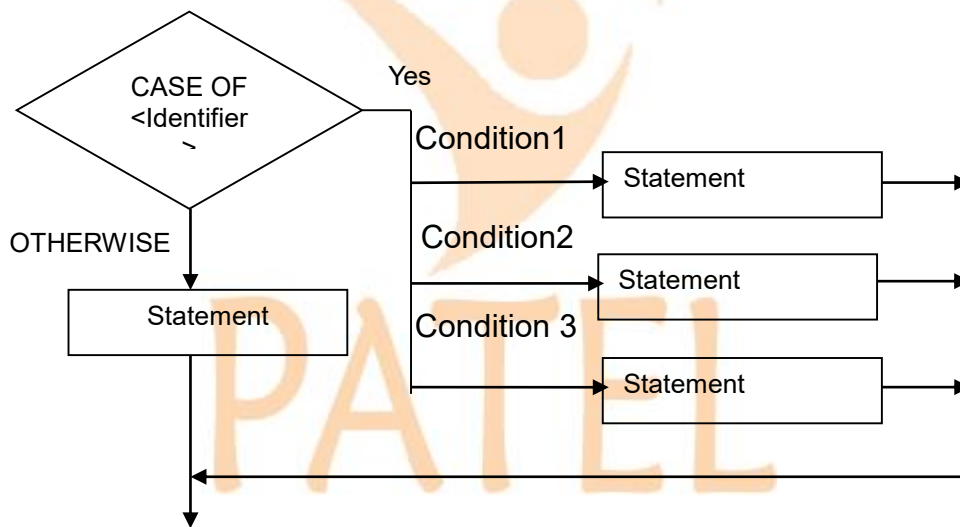 CASE OF
<Identifier
>
Yes
Condition1
Statement
OTHERWISE
Condition2
Statement
Statement
Condition 3
Statement
PATEL